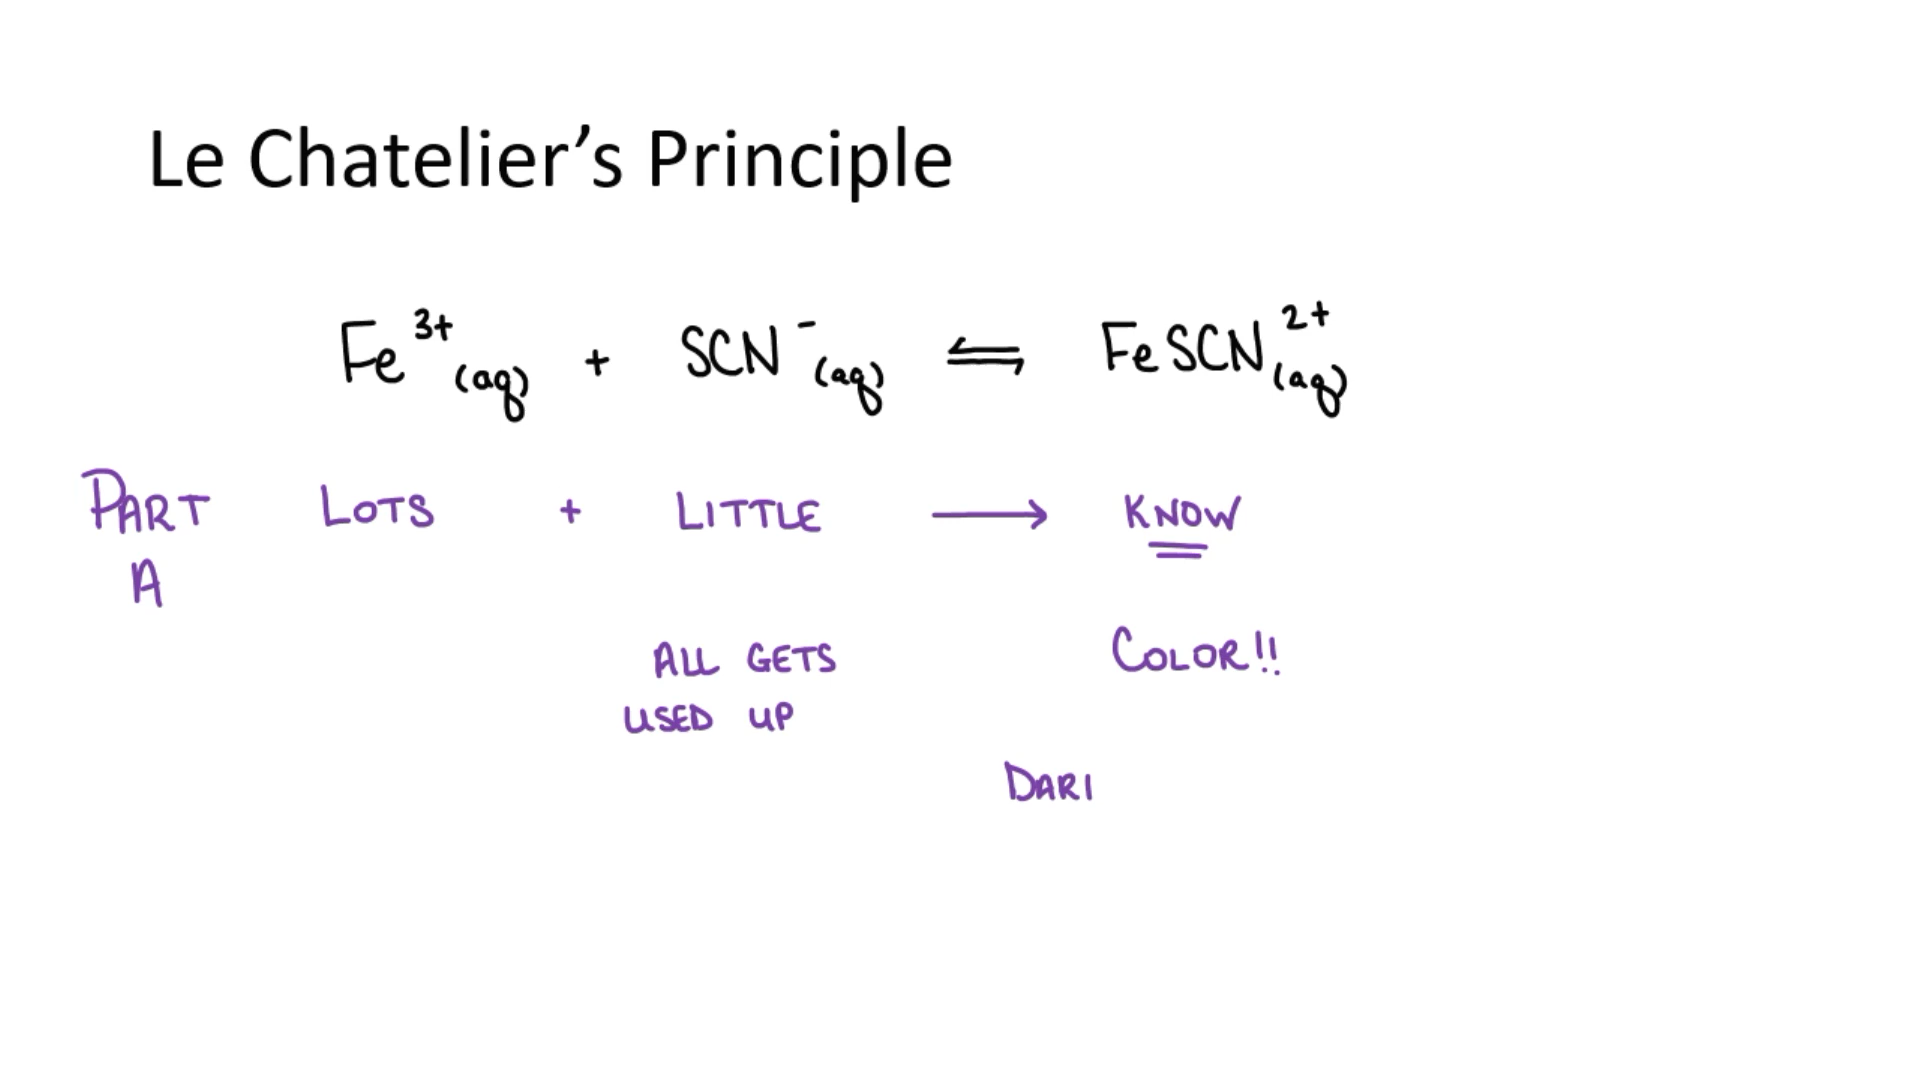 Le Chatelier's Principle
Fe³⁺(aq) + SCN⁻(aq) ⇌ FeSCN²⁺(aq)
PART LOTS + LITTLE → KNOW
A
ALL GETS COLOR!!
USED UP
DARI